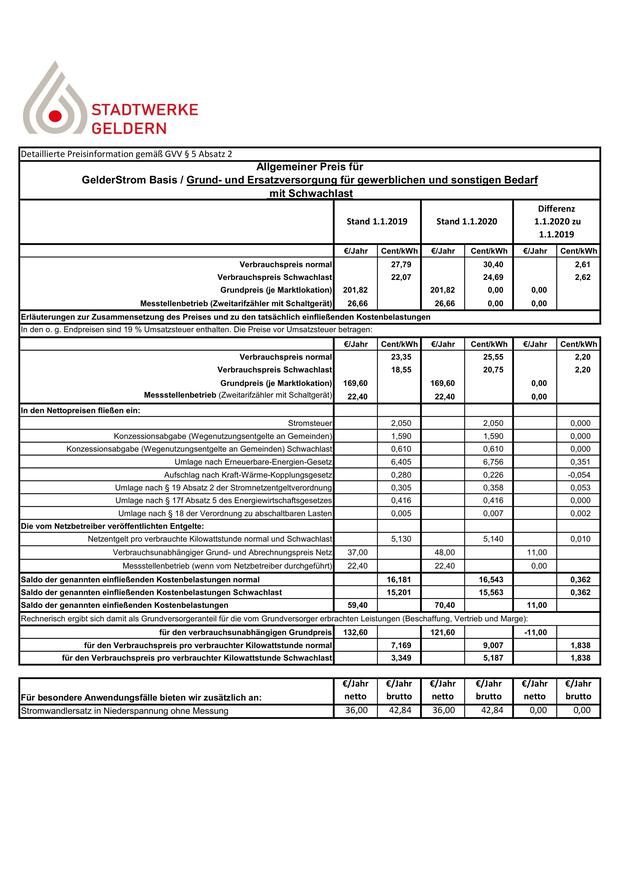 STADTWERKE
GELDERN
Detaillierte Preisinformation gemäß GVV § 5 Absatz 2
Allgemeiner Preis für
GelderStrom Basis / Grund- und Ersatzversorgung für gewerblichen und sonstigen Bedarf
mit Schwachlast
Stand 1.1.2019 Stand 1.1.2020 Differenz 1.1.2020 zu 1.1.2019
€/Jahr Cent/kWh €/Jahr Cent/kWh €/Jahr Cent/kWh
Verbrauchspreis normal 27,79 30,40 2,61
Verbrauchspreis Schwachlast 22,07 24,69 2,62
Grundpreis (je Marktlokation) 201,82 201,82 0,00 0,00
Messtellenbetrieb (Zweitarifzähler mit Schaltgerät) 26,66 26,66 0,00 0,00
Erläuterungen zur Zusammensetzung des Preises und zu den tatsächlich einfließenden Kostenbelastungen
In den o. g. Endpreisen sind 19 % Umsatzsteuer enthalten. Die Preise vor Umsatzsteuer betragen:
€/Jahr Cent/kWh €/Jahr Cent/kWh €/Jahr Cent/kWh
Verbrauchspreis normal 23,35 25,55 2,20
Verbrauchspreis Schwachlast 18,55 20,75 2,20
Grundpreis (je Marktlokation) 169,60 169,60 0,00
Messstellenbetrieb (Zweitarifzähler mit Schaltgerät) 22,40 22,40 0,00
In den Nettopreisen fließen ein:
Stromsteuer 2,050 2,050 0,000
Konzessionsabgabe (Wegenutzungsentgelte an Gemeinden) 1,590 1,590 0,000
Konzessionsabgabe (Wegenutzungsentgelte an Gemeinden) Schwachlast 0,610 0,610 0,000
Umlage nach Erneuerbare-Energien-Gesetz 6,405 6,756 0,351
Aufschlag nach Kraft-Wärme-Kopplungsgesetz 0,280 0,226 -0,054
Umlage nach § 19 Absatz 2 der Stromnetzentgeltverordnung 0,305 0,358 0,053
Umlage nach § 17f Absatz 5 des Energiewirtschaftsgesetzes 0,416 0,416 0,000
Umlage nach § 18 der Verordnung zu abschaltbaren Lasten 0,005 0,007 0,002
Die vom Netzbetreiber veröffentlichten Entgelte:
Netzentgelt pro verbrauchte Kilowattstunde normal und Schwachlast 5,130 5,140 0,010
Verbrauchsunabhängiger Grund- und Abrechnungspreis Netz 37,00 48,00 11,00
Messstellenbetrieb (wenn vom Netzbetreiber durchgeführt) 22,40 22,40 0,00
Saldo der genannten einfließenden Kostenbelastungen normal 16,181 16,543 0,362
Saldo der genannten einfließenden Kostenbelastungen Schwachlast 15,201 15,563 0,362
Saldo der genannten einfließenden Kostenbelastungen 59,40 70,40 11,00
Rechnerisch ergibt sich damit als Grundversorgeranteil für die vom Grundversorger erbrachten Leistungen (Beschaffung, Vertrieb und Marge):
für den verbrauchsunabhängigen Grundpreis 132,60 121,60 -11,00
für den Verbrauchspreis pro verbrauchter Kilowattstunde normal 7,169 9,007 1,838
für den Verbrauchspreis pro verbrauchter Kilowattstunde Schwachlast 3,349 5,187 1,838
€/Jahr €/Jahr €/Jahr €/Jahr €/Jahr €/Jahr
Für besondere Anwendungsfälle bieten wir zusätzlich an: netto brutto netto brutto netto brutto
Stromwandlersatz in Niederspannung ohne Messung 36,00 42,84 36,00 42,84 0,00 0,00